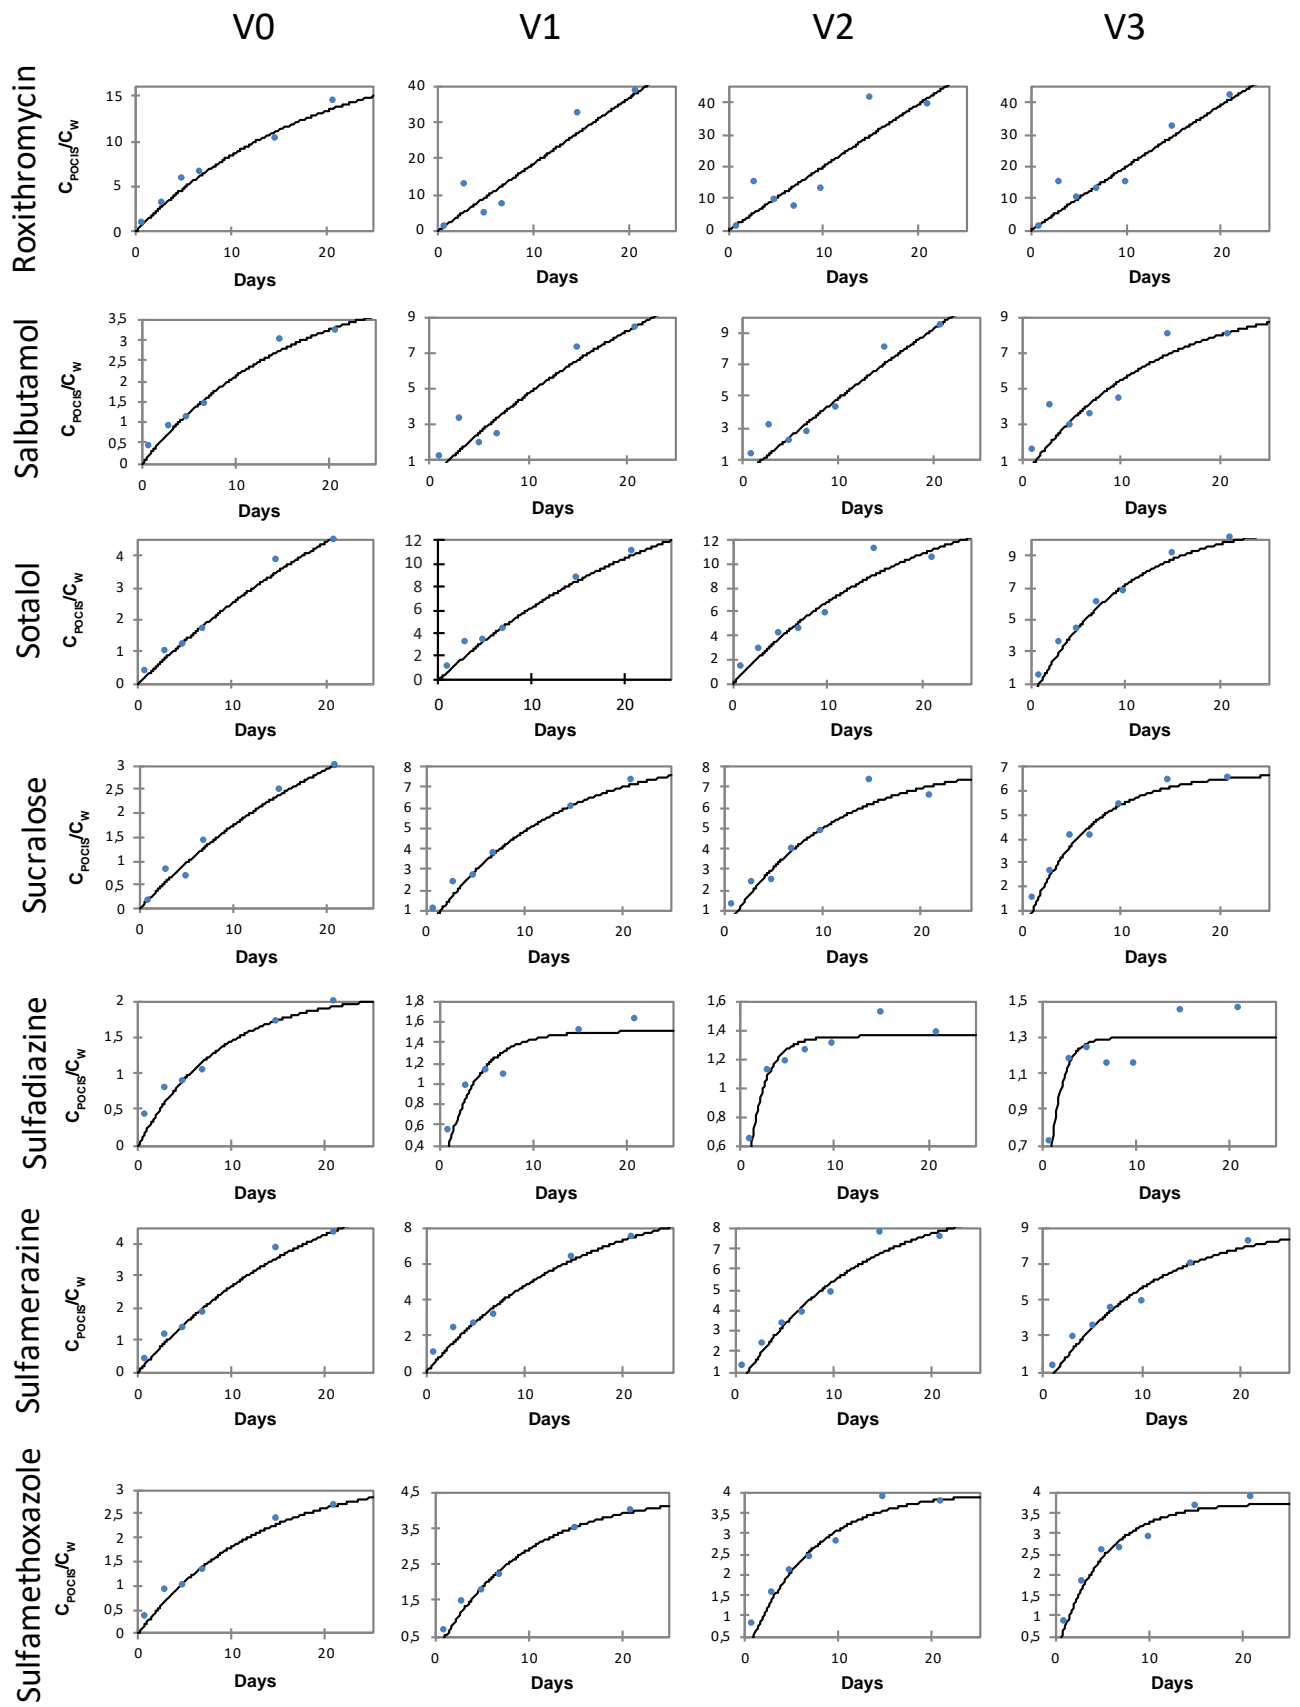 V0 V1 V2 V3
Roxithromycin
C_POCIS/C_W
15 10 5 0
0 10 20
Days
40 30 20 10 0
0 10 20
Days
40 30 20 10 0
0 10 20
Days
40 30 20 10 0
0 10 20
Days
Salbutamol
C_POCIS/C_W
3,5 3 2,5 2 1,5 1 0,5 0
0 10 20
Days
9 7 5 3 1
0 10 20
Days
9 7 5 3 1
0 10 20
Days
9 7 5 3 1
0 10 20
Days
Sotalol
C_POCIS/C_W
4 3 2 1 0
0 10 20
Days
12 10 8 6 4 2 0
0 10 20
Days
12 10 8 6 4 2 0
0 10 20
Days
9 7 5 3 1
0 10 20
Days
Sucralose
C_POCIS/C_W
3 2,5 2 1,5 1 0,5 0
0 10 20
Days
8 7 6 5 4 3 2 1
0 10 20
Days
8 7 6 5 4 3 2 1
0 10 20
Days
7 6 5 4 3 2 1
0 10 20
Days
Sulfadiazine
C_POCIS/C_W
2 1,5 1 0,5 0
0 10 20
Days
1,8 1,6 1,4 1,2 1 0,8 0,6 0,4
0 10 20
Days
1,6 1,4 1,2 1 0,8 0,6
0 10 20
Days
1,5 1,3 1,1 0,9 0,7
0 10 20
Days
Sulfamerazine
C_POCIS/C_W
4 3 2 1 0
0 10 20
Days
8 6 4 2 0
0 10 20
Days
8 7 6 5 4 3 2 1
0 10 20
Days
9 7 5 3 1
0 10 20
Days
Sulfamethoxazole
C_POCIS/C_W
3 2,5 2 1,5 1 0,5 0
0 10 20
Days
4,5 3,5 2,5 1,5 0,5
0 10 20
Days
4 3,5 3 2,5 2 1,5 1 0,5
0 10 20
Days
4 3,5 3 2,5 2 1,5 1 0,5
0 10 20
Days